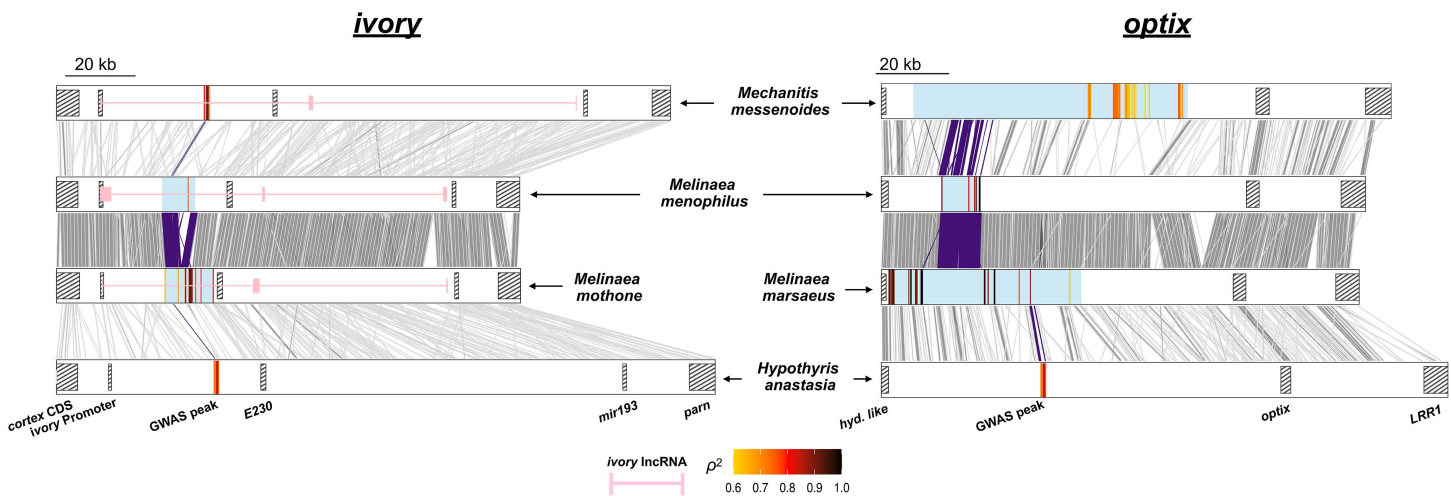 ivory
optix
20 kb
20 kb
Mechanitis
messenoides
Melinaea
menophilus
Melinaea
mothone
Melinaea
marsaeus
Hypothyris
anastasia
cortex CDS
ivory Promoter
GWAS peak
E230
mir193
parn
hyd. like
GWAS peak
optix
LRR1
ivory lncRNA
ρ²
0.6 0.7 0.8 0.9 1.0